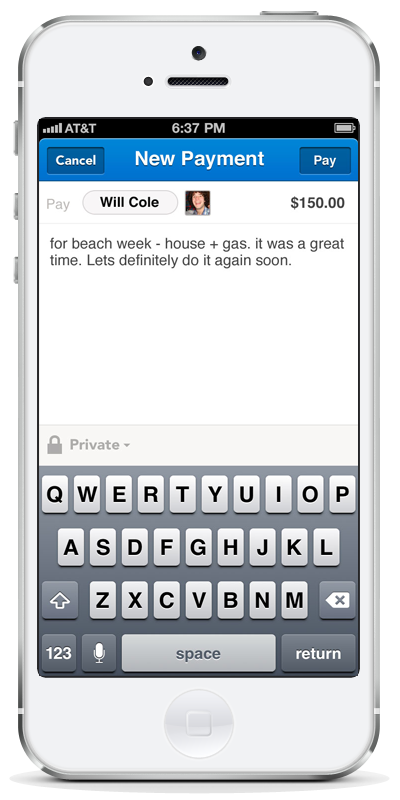 AT&T 6:37 PM
Cancel New Payment Pay
Pay Will Cole $150.00
for beach week - house + gas. it was a great
time. Lets definitely do it again soon.
Private
Q W E R T Y U I O P
A S D F G H J K L
Z X C V B N M
123 space return